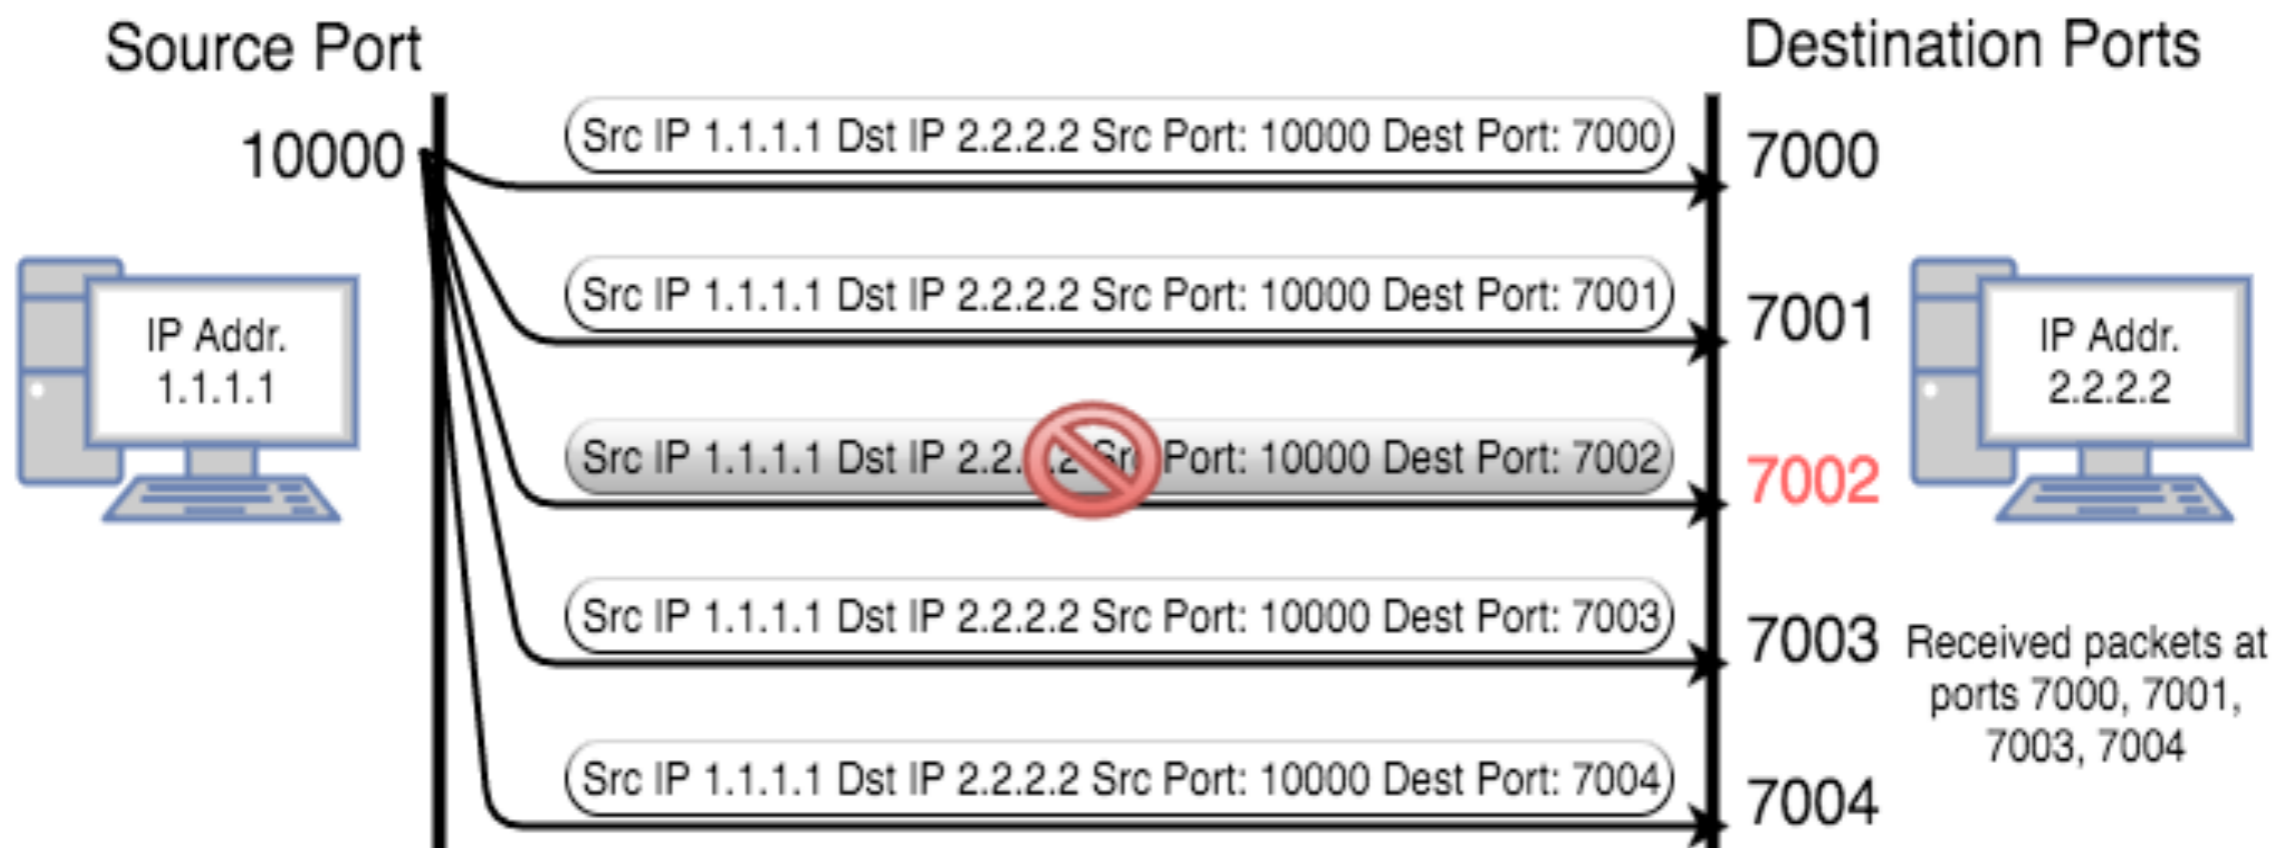 Source Port
Destination Ports
10000
Src IP 1.1.1.1 Dst IP 2.2.2.2 Src Port: 10000 Dest Port: 7000
7000
Src IP 1.1.1.1 Dst IP 2.2.2.2 Src Port: 10000 Dest Port: 7001
7001
IP Addr.
1.1.1.1
IP Addr.
2.2.2.2
Src IP 1.1.1.1 Dst IP 2.2.2.2 Src Port: 10000 Dest Port: 7002
7002
Src IP 1.1.1.1 Dst IP 2.2.2.2 Src Port: 10000 Dest Port: 7003
7003
Received packets at
ports 7000, 7001,
7003, 7004
Src IP 1.1.1.1 Dst IP 2.2.2.2 Src Port: 10000 Dest Port: 7004
7004